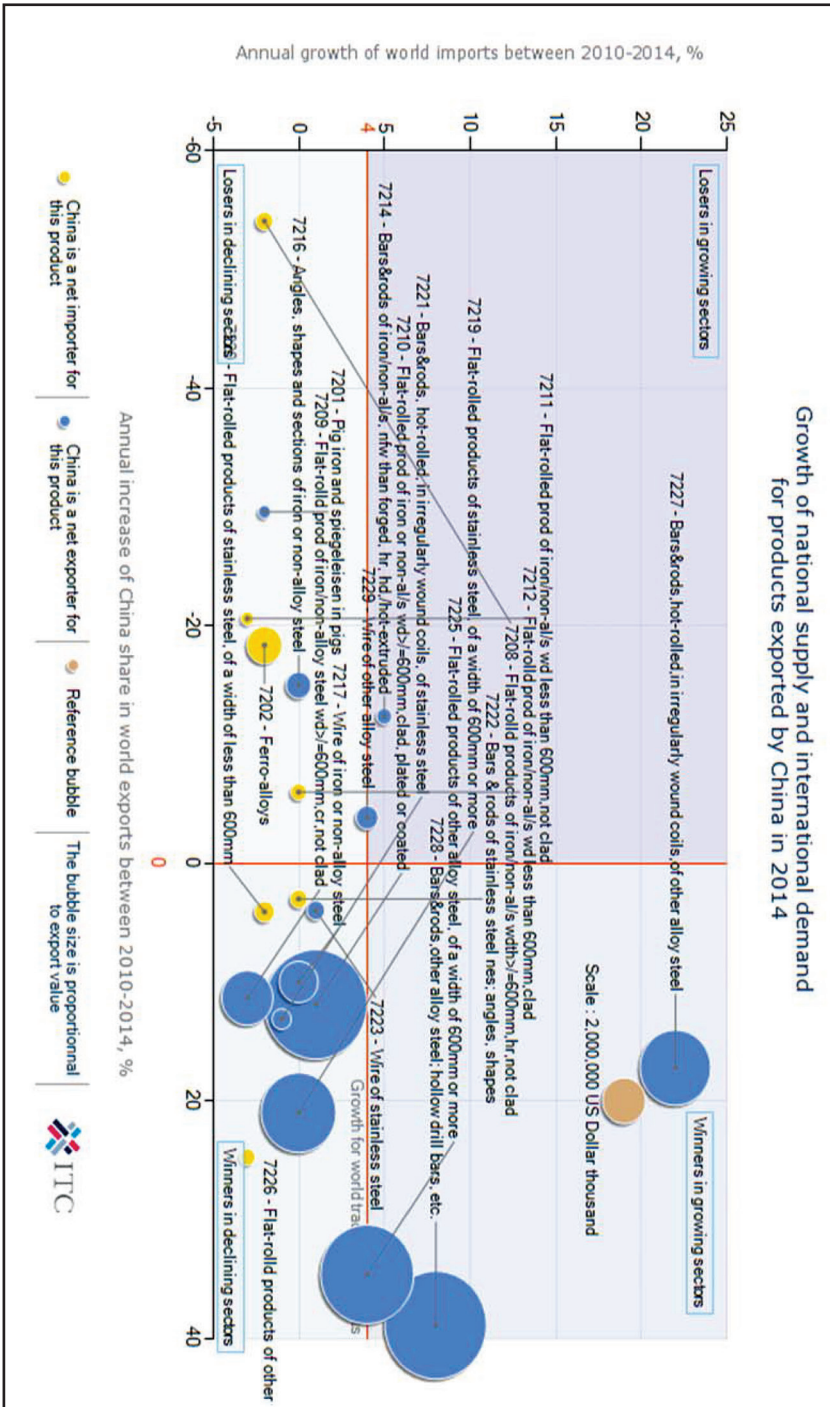 Growth of national supply and international demand
for products exported by China in 2014
Annual growth of world imports between 2010-2014, %
25
20
15
10
5
4
0
-5
-60
-40
-20
0
20
40
Losers in growing sectors
Winners in growing sectors
Losers in declining sectors
Winners in declining sectors
7227 - Bars&rods,hot-rolled,in irregularly wound coils,of other alloy steel
Scale : 2,000,000 US Dollar thousand
7211 - Flat-rolled prod of iron/non-al/s wd less than 600mm,not clad
7212 - Flat-rolld prod of iron/non-al/s wd less than 600mm,clad
7208 - Flat-rolld products of iron/non-al/s wdth>/=600mm,hr,not clad
7222 - Bars & rods of stainless steel nes; angles, shapes
7219 - Flat-rolled products of stainless steel, of a width of 600mm or more
7225 - Flat-rolled products of other alloy steel, of a width of 600mm or more
7228 - Bars&rods,other alloy steel; hollow drill bars, etc.
7221 - Bars&rods, hot-rolled, in irregularly wound coils, of stainless steel
7210 - Flat-rolled prod of iron or non-al/s wd>/=600mm,clad, plated or coated
7214 - Bars&rods of iron/non-al/s, nfw than forged, hr, hd,/hot-extruded
7229 - Wire of other alloy steel
7223 - Wire of stainless steel
Growth for world
7217 - Wire of iron or non-alloy steel
7201 - Pig iron and spiegeleisen in pigs
7209 - Flat-rolld prod of iron/non-alloy steel wd>/=600mm,cr,not clad
7216 - Angles, shapes and sections of iron or non-alloy steel
7202 - Ferro-alloys
7226 - Flat-rolld products of other
- Flat-rolled products of stainless steel, of a width of less than 600mm
Annual increase of China share in world exports between 2010-2014, %
China is a net importer for
this product
China is a net exporter for
this product
Reference bubble
The bubble size is proportionnal
to export value
ITC